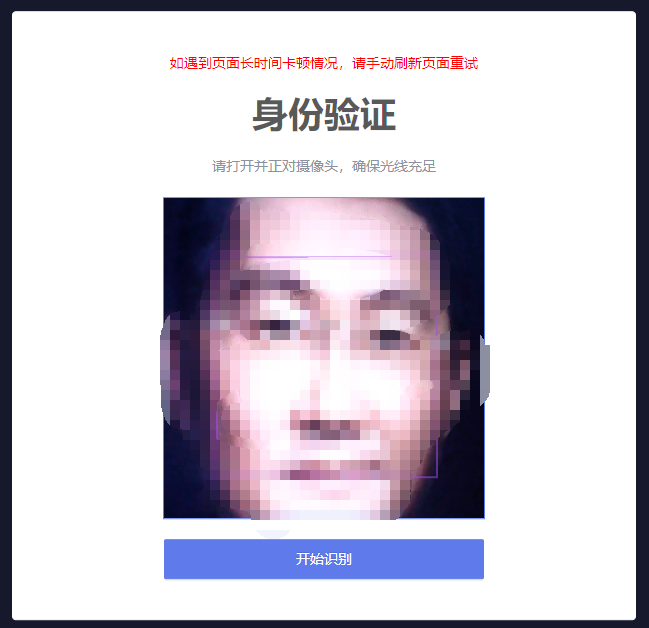 如遇到页面长时间卡顿情况，请手动刷新页面重试
身份验证
请打开并正对摄像头，确保光线充足
开始识别